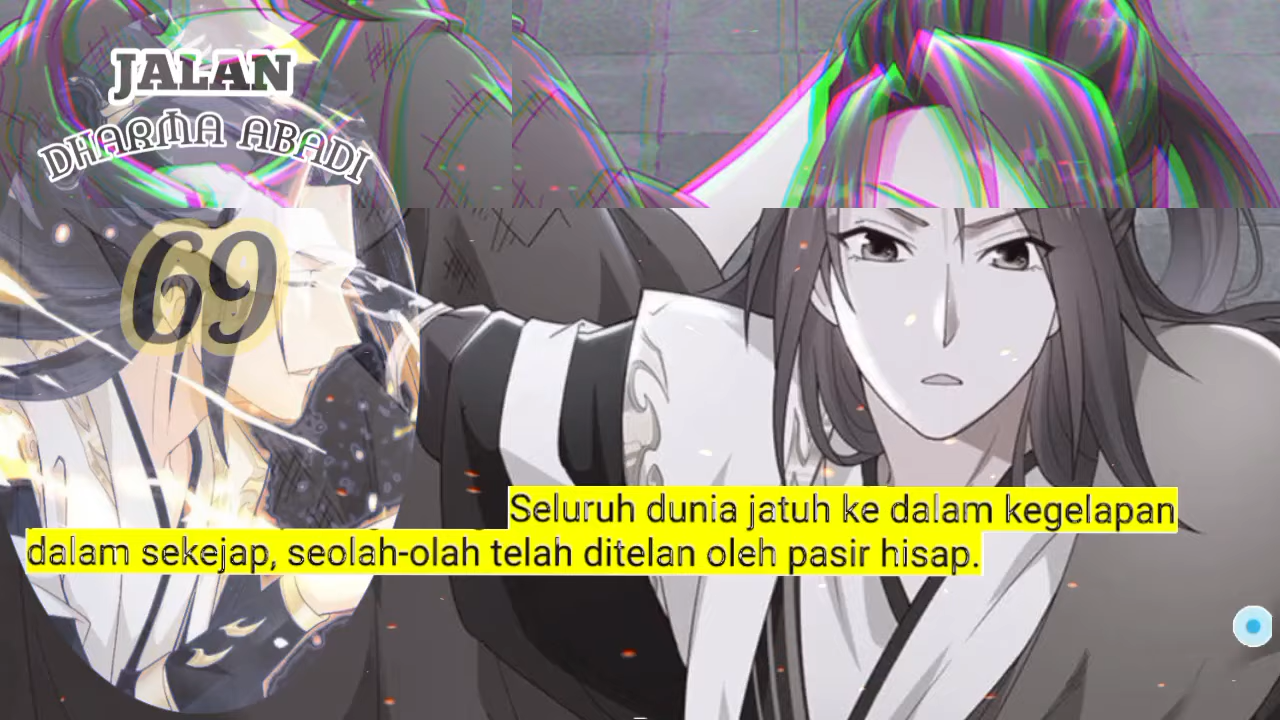 JALAN
DHARMA ABADI
69
Seluruh dunia jatuh ke dalam kegelapan
dalam sekejap, seolah-olah telah ditelan oleh pasir hisap.